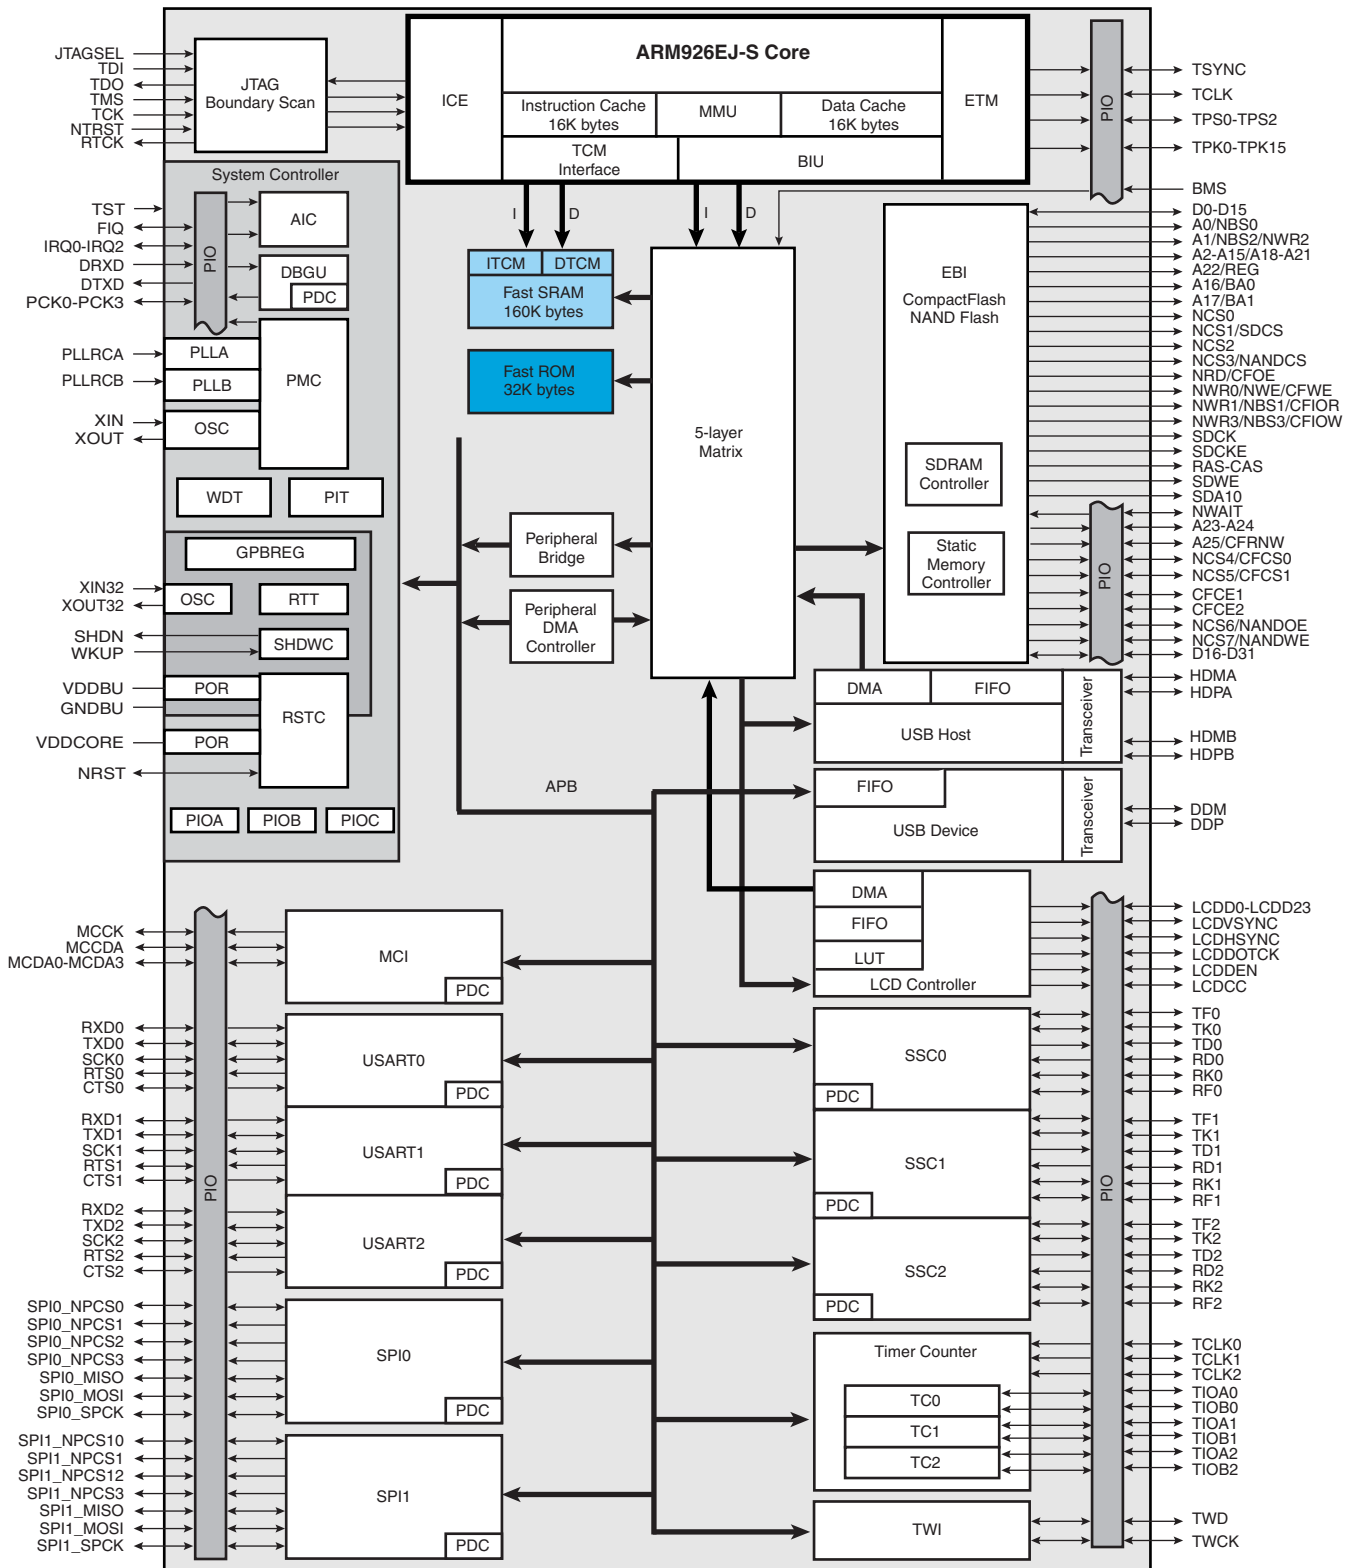 JTAGSEL
TDI
TDO
TMS
TCK
NTRST
RTCK
JTAG
Boundary Scan
ICE
ARM926EJ-S Core
Instruction Cache
16K bytes
MMU
Data Cache
16K bytes
TCM
Interface
BIU
ETM
PIO
TSYNC
TCLK
TPS0-TPS2
TPK0-TPK15
BMS
I
D
I
D
System Controller
TST
FIQ
IRQ0-IRQ2
DRXD
DTXD
PCK0-PCK3
PIO
AIC
DBGU
PDC
PLLRCA
PLLRCB
XIN
XOUT
PLLA
PLLB
OSC
PMC
WDT
PIT
GPBREG
XIN32
XOUT32
OSC
RTT
SHDN
WKUP
SHDWC
VDDBU
GNDBU
POR
RSTC
VDDCORE
POR
NRST
PIOA
PIOB
PIOC
ITCM
DTCM
Fast SRAM
160K bytes
Fast ROM
32K bytes
5-layer
Matrix
Peripheral
Bridge
Peripheral
DMA
Controller
APB
EBI
CompactFlash
NAND Flash
SDRAM
Controller
Static
Memory
Controller
D0-D15
A0/NBS0
A1/NBS2/NWR2
A2-A15/A18-A21
A22/REG
A16/BA0
A17/BA1
NCS0
NCS1/SDCS
NCS2
NCS3/NANDCS
NRD/CFOE
NWR0/NWE/CFWE
NWR1/NBS1/CFIOR
NWR3/NBS3/CFIOW
SDCK
SDCKE
RAS-CAS
SDWE
SDA10
PIO
NWAIT
A23-A24
A25/CFRNW
NCS4/CFCS0
NCS5/CFCS1
CFCE1
CFCE2
NCS6/NANDOE
NCS7/NANDWE
D16-D31
DMA
FIFO
USB Host
Transceiver
HDMA
HDPA
HDMB
HDPB
FIFO
USB Device
Transceiver
DDM
DDP
DMA
FIFO
LUT
LCD Controller
LCDD0-LCDD23
LCDVSYNC
LCDHSYNC
LCDDOTCK
LCDDEN
LCDCC
MCCK
MCCDA
MCDA0-MCDA3
MCI
PDC
RXD0
TXD0
SCK0
RTS0
CTS0
USART0
PDC
RXD1
TXD1
SCK1
RTS1
CTS1
USART1
PDC
PIO
RXD2
TXD2
SCK2
RTS2
CTS2
USART2
PDC
SPI0_NPCS0
SPI0_NPCS1
SPI0_NPCS2
SPI0_NPCS3
SPI0_MISO
SPI0_MOSI
SPI0_SPCK
SPI0
PDC
SPI1_NPCS10
SPI1_NPCS1
SPI1_NPCS12
SPI1_NPCS3
SPI1_MISO
SPI1_MOSI
SPI1_SPCK
SPI1
PDC
SSC0
PDC
TF0
TK0
TD0
RD0
RK0
RF0
SSC1
PDC
PIO
TF1
TK1
TD1
RD1
RK1
RF1
SSC2
PDC
TF2
TK2
TD2
RD2
RK2
RF2
Timer Counter
TC0
TC1
TC2
TCLK0
TCLK1
TCLK2
TIOA0
TIOB0
TIOA1
TIOB1
TIOA2
TIOB2
TWI
TWD
TWCK